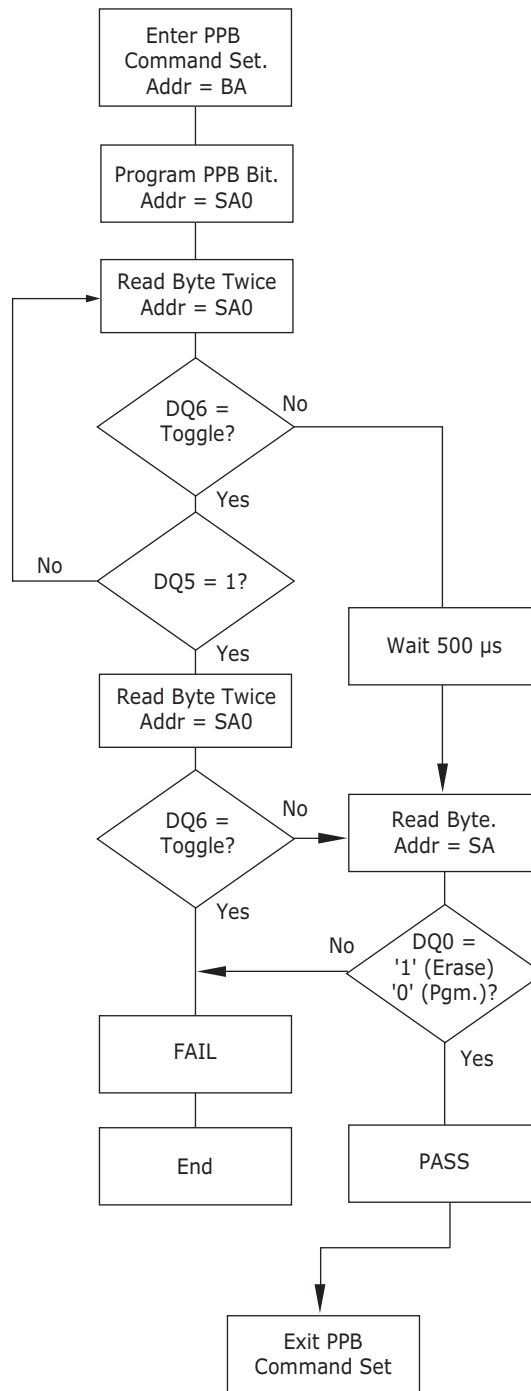 Enter PPB
Command Set.
Addr = BA
Program PPB Bit.
Addr = SA0
Read Byte Twice
Addr = SA0
DQ6 =
Toggle?
No
Yes
DQ5 = 1?
No
Yes
Wait 500 µs
Read Byte Twice
Addr = SA0
DQ6 =
Toggle?
No
Yes
Read Byte.
Addr = SA
DQ0 =
'1' (Erase)
'0' (Pgm.)?
No
Yes
FAIL
End
PASS
Exit PPB
Command Set